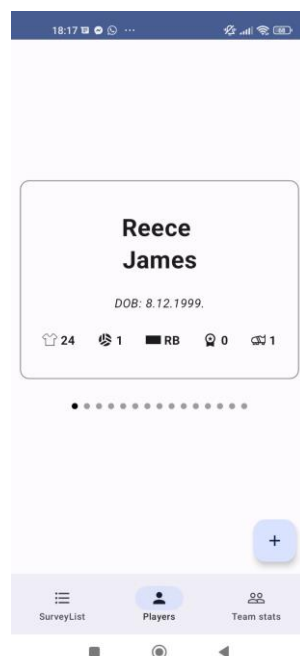 18:17
Reece
James
DOB: 8.12.1999.
24 1 RB 0 1
+
SurveyList Players Team stats